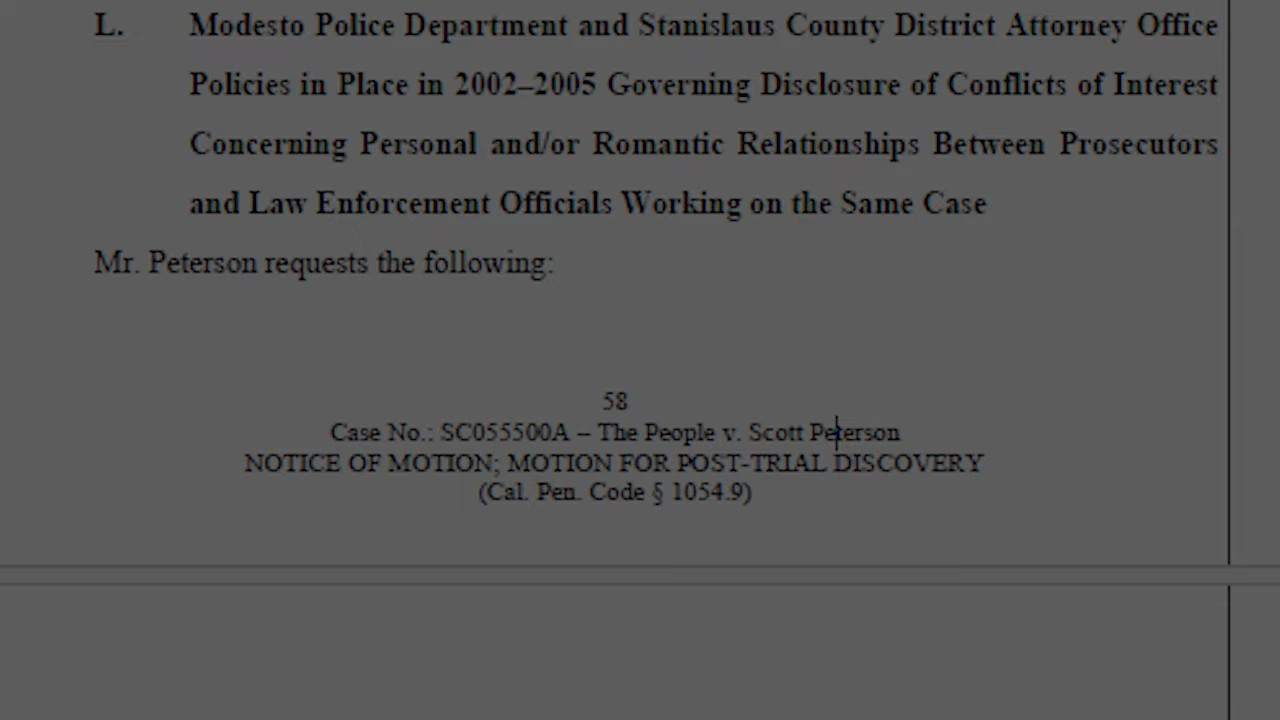 L. Modesto Police Department and Stanislaus County District Attorney Office
Policies in Place in 2002–2005 Governing Disclosure of Conflicts of Interest
Concerning Personal and/or Romantic Relationships Between Prosecutors
and Law Enforcement Officials Working on the Same Case
Mr. Peterson requests the following:
58
Case No.: SC055500A – The People v. Scott Peterson
NOTICE OF MOTION; MOTION FOR POST-TRIAL DISCOVERY
(Cal. Pen. Code § 1054.9)